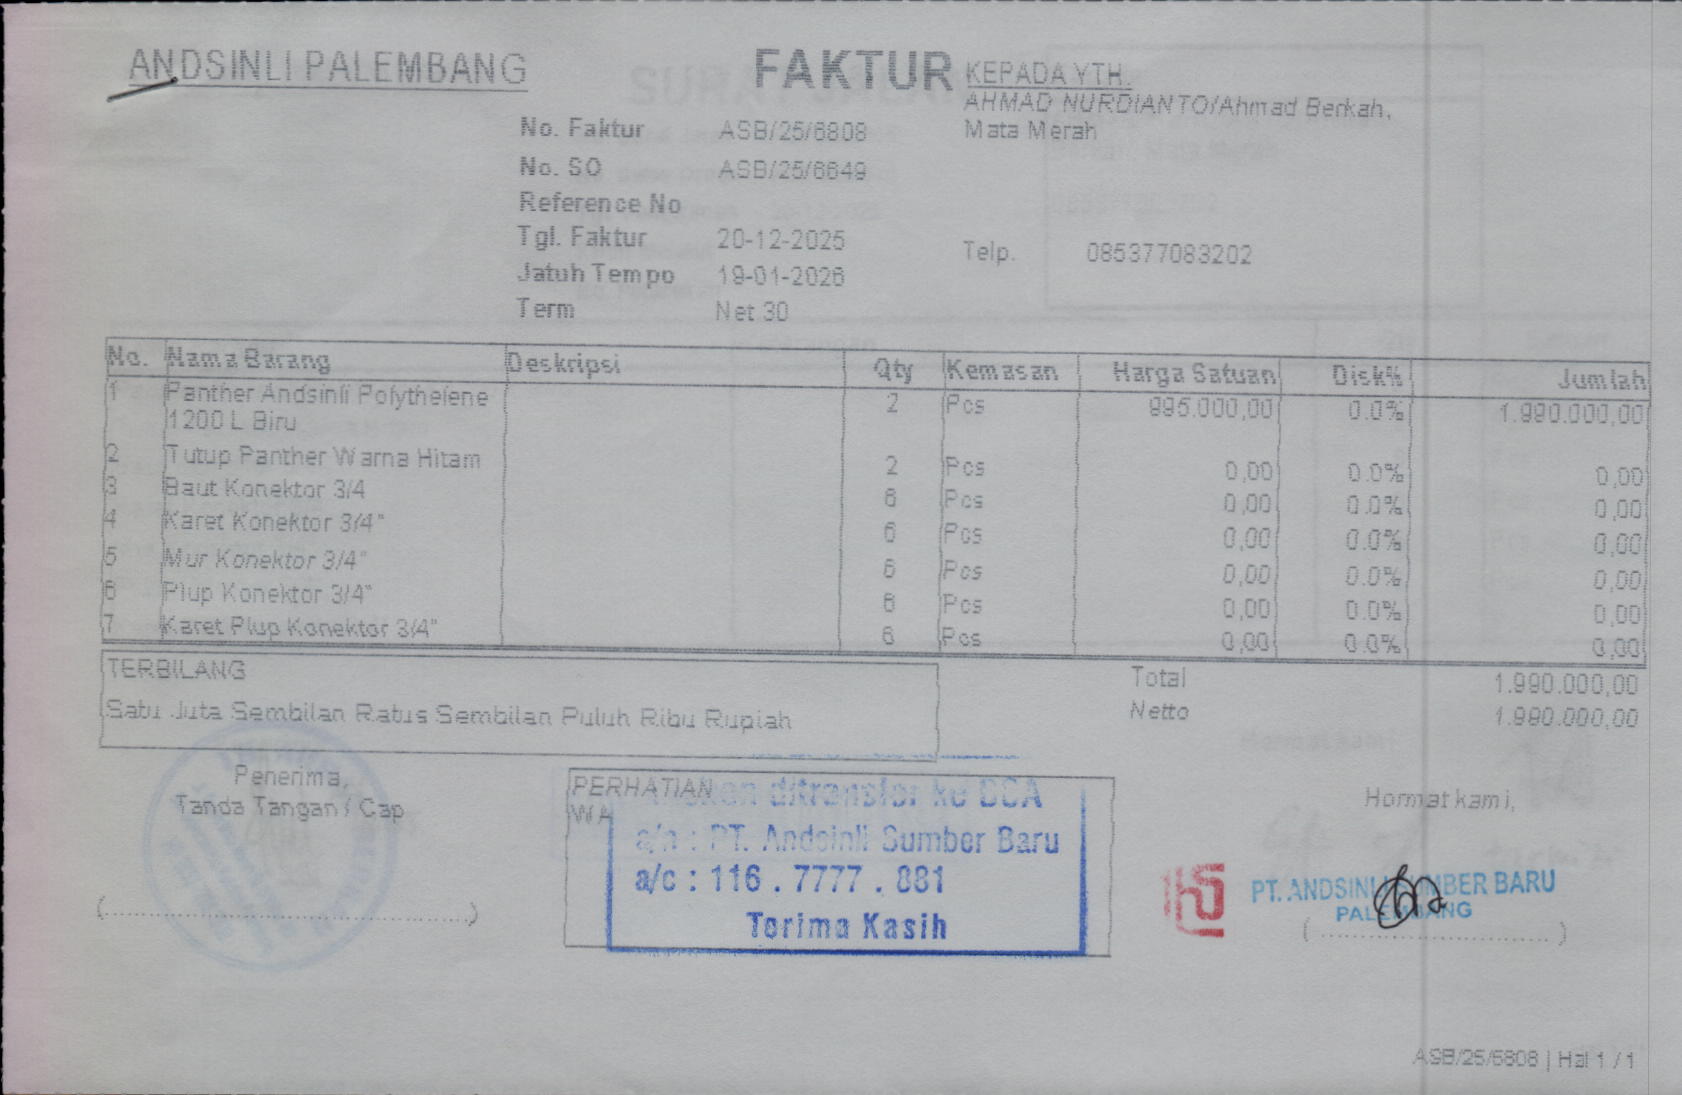 ANDSINLI PALEMBANG
FAKTUR
KEPADA YTH.
AHMAD NURDIANTO/Ahmad Berkah,
Mata Merah
No. Faktur ASB/25/6808
No. SO ASB/25/6649
Reference No
Tgl. Faktur 20-12-2025
Jatuh Tempo 19-01-2026
Term Net 30
Telp. 085377083202
No. Nama Barang Deskripsi Qty Kemasan Harga Satuan Disk% Jumlah
1 Panther Andsinli Polythelene 2 Pcs 995.000,00 0.0% 1.990.000,00
1200 L Biru
2 Tutup Panther Warna Hitam 2 Pcs 0,00 0.0% 0,00
3 Baut Konektor 3/4 6 Pcs 0,00 0.0% 0,00
4 Karet Konektor 3/4" 6 Pcs 0,00 0.0% 0,00
5 Mur Konektor 3/4" 6 Pcs 0,00 0.0% 0,00
6 Plup Konektor 3/4" 6 Pcs 0,00 0.0% 0,00
7 Karet Plup Konektor 3/4" 6 Pcs 0,00 0.0% 0,00
TERBILANG
Satu Juta Sembilan Ratus Sembilan Puluh Ribu Rupiah
Total 1.990.000,00
Netto 1.990.000,00
Penerima,
Tanda Tangan / Cap
PERHATIAN
WA
ditransfer ke BCA
a/n : PT. Andsinli Sumber Baru
a/c : 116 . 7777 . 881
Terima Kasih
Hormat kami,
PT. ANDSINLI SUMBER BARU
PALEMBANG
ASB/25/6808 | Hal 1 / 1